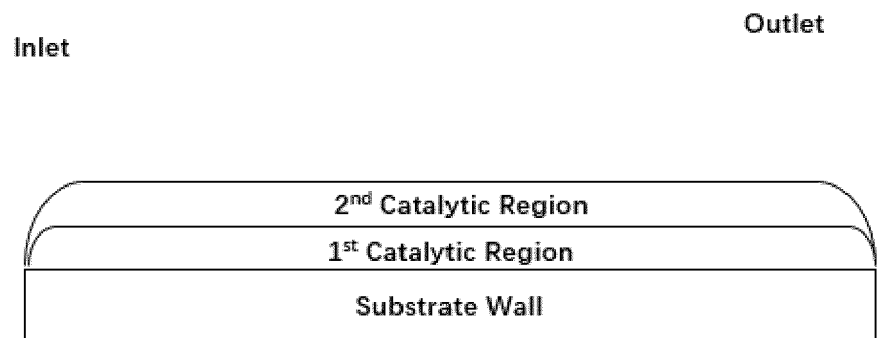 Outlet
Inlet
2nd Catalytic Region
1st Catalytic Region
Substrate Wall